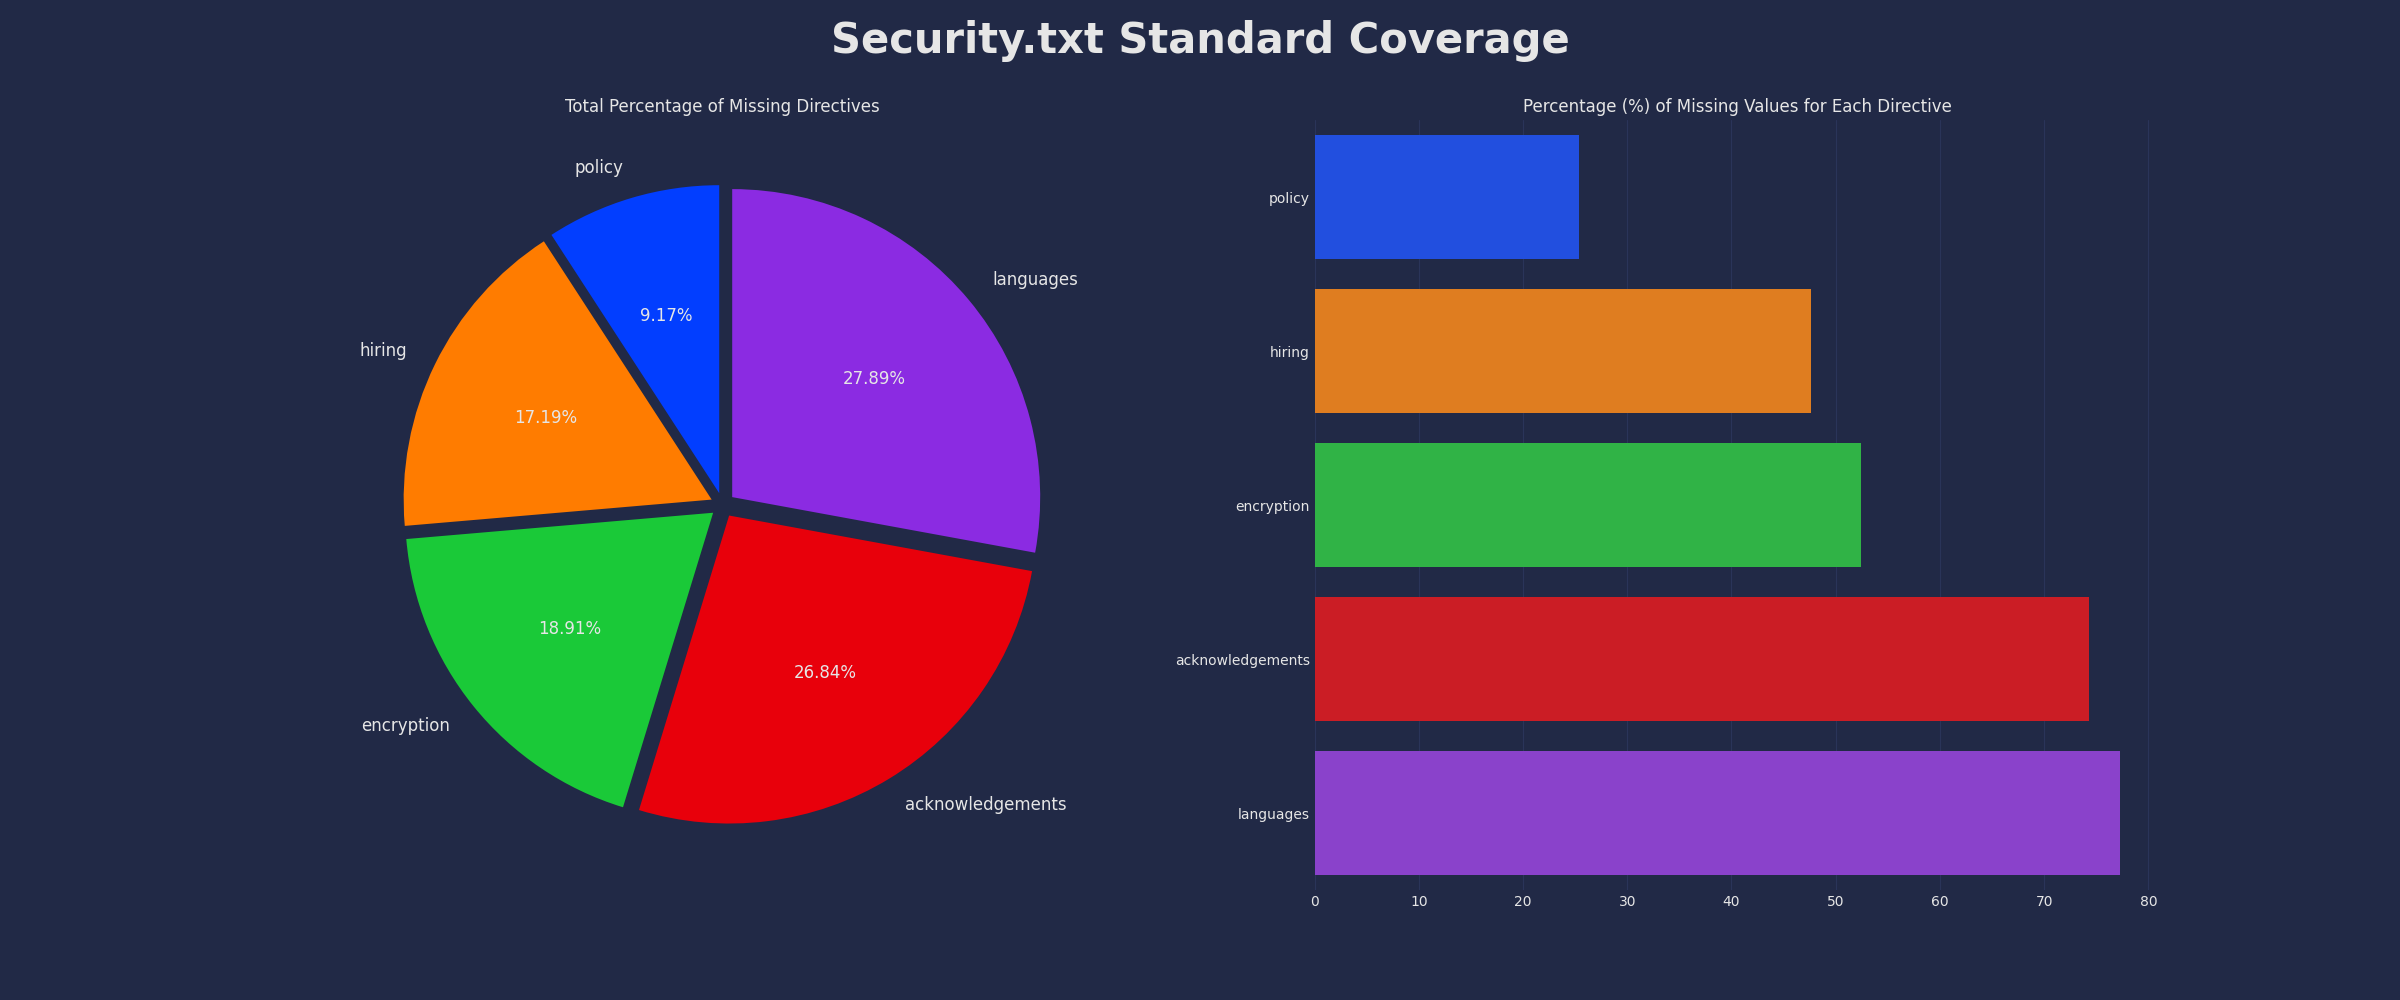 Security.txt Standard Coverage
Total Percentage of Missing Directives
policy
hiring
encryption
acknowledgements
languages
9.17%
17.19%
18.91%
26.84%
27.89%
Percentage (%) of Missing Values for Each Directive
policy
hiring
encryption
acknowledgements
languages
0 10 20 30 40 50 60 70 80